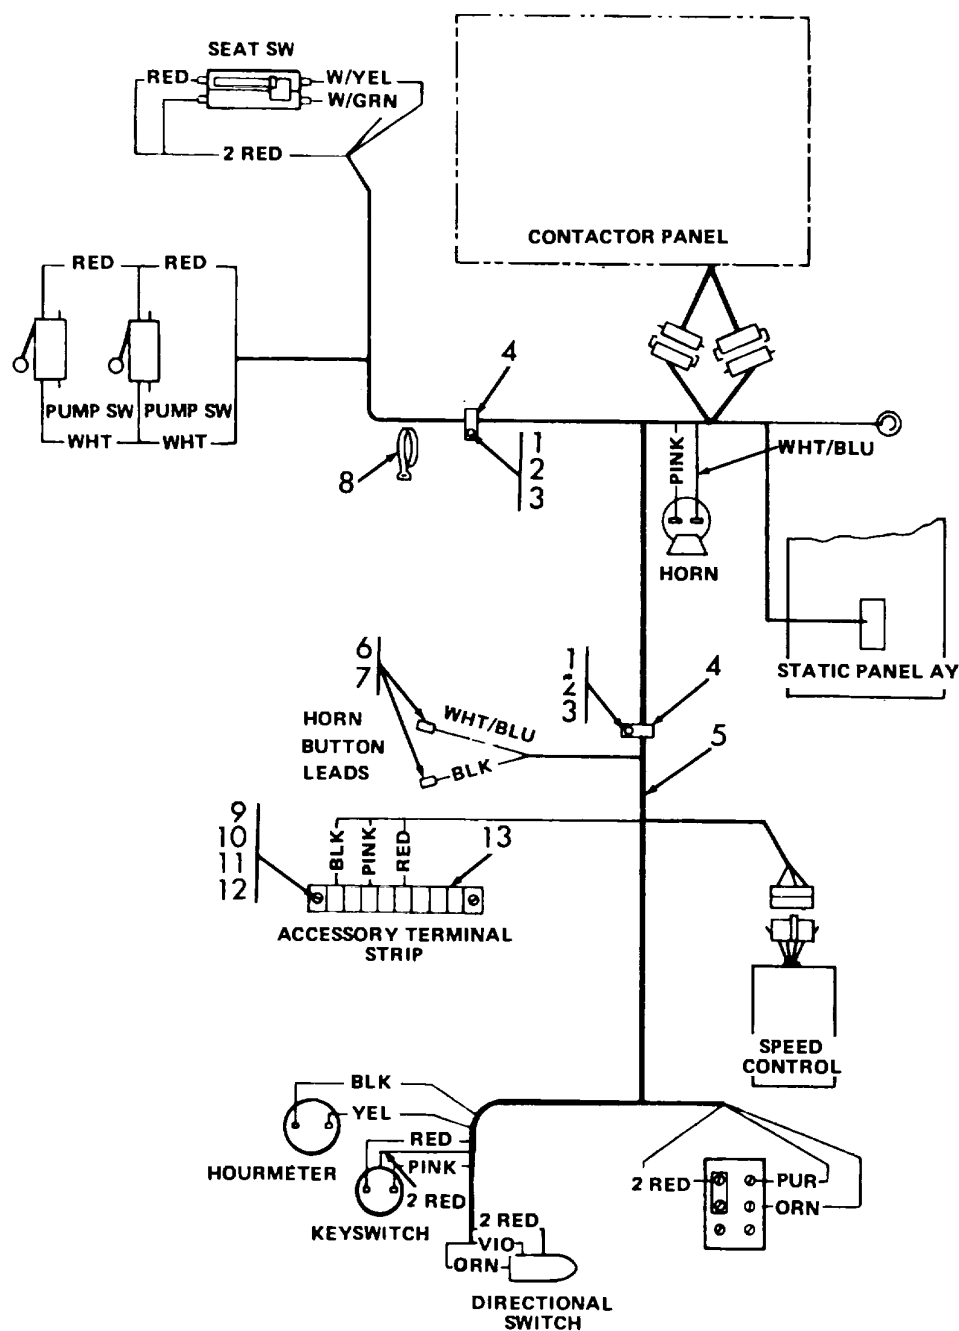 SEAT SW
RED
W/YEL
W/GRN
2 RED
CONTACTOR PANEL
RED
RED
PUMP SW
PUMP SW
WHT
WHT
4
1
2
3
8
PINK
WHT/BLU
HORN
STATIC PANEL AY
6
7
1
2
3
4
HORN
BUTTON
LEADS
WHT/BLU
BLK
5
9
10
11
12
BLK
PINK
RED
13
ACCESSORY TERMINAL
STRIP
SPEED
CONTROL
BLK
YEL
HOURMETER
RED
PINK
2 RED
KEYSWITCH
2 RED
PUR
ORN
2 RED
VIO
ORN
DIRECTIONAL
SWITCH